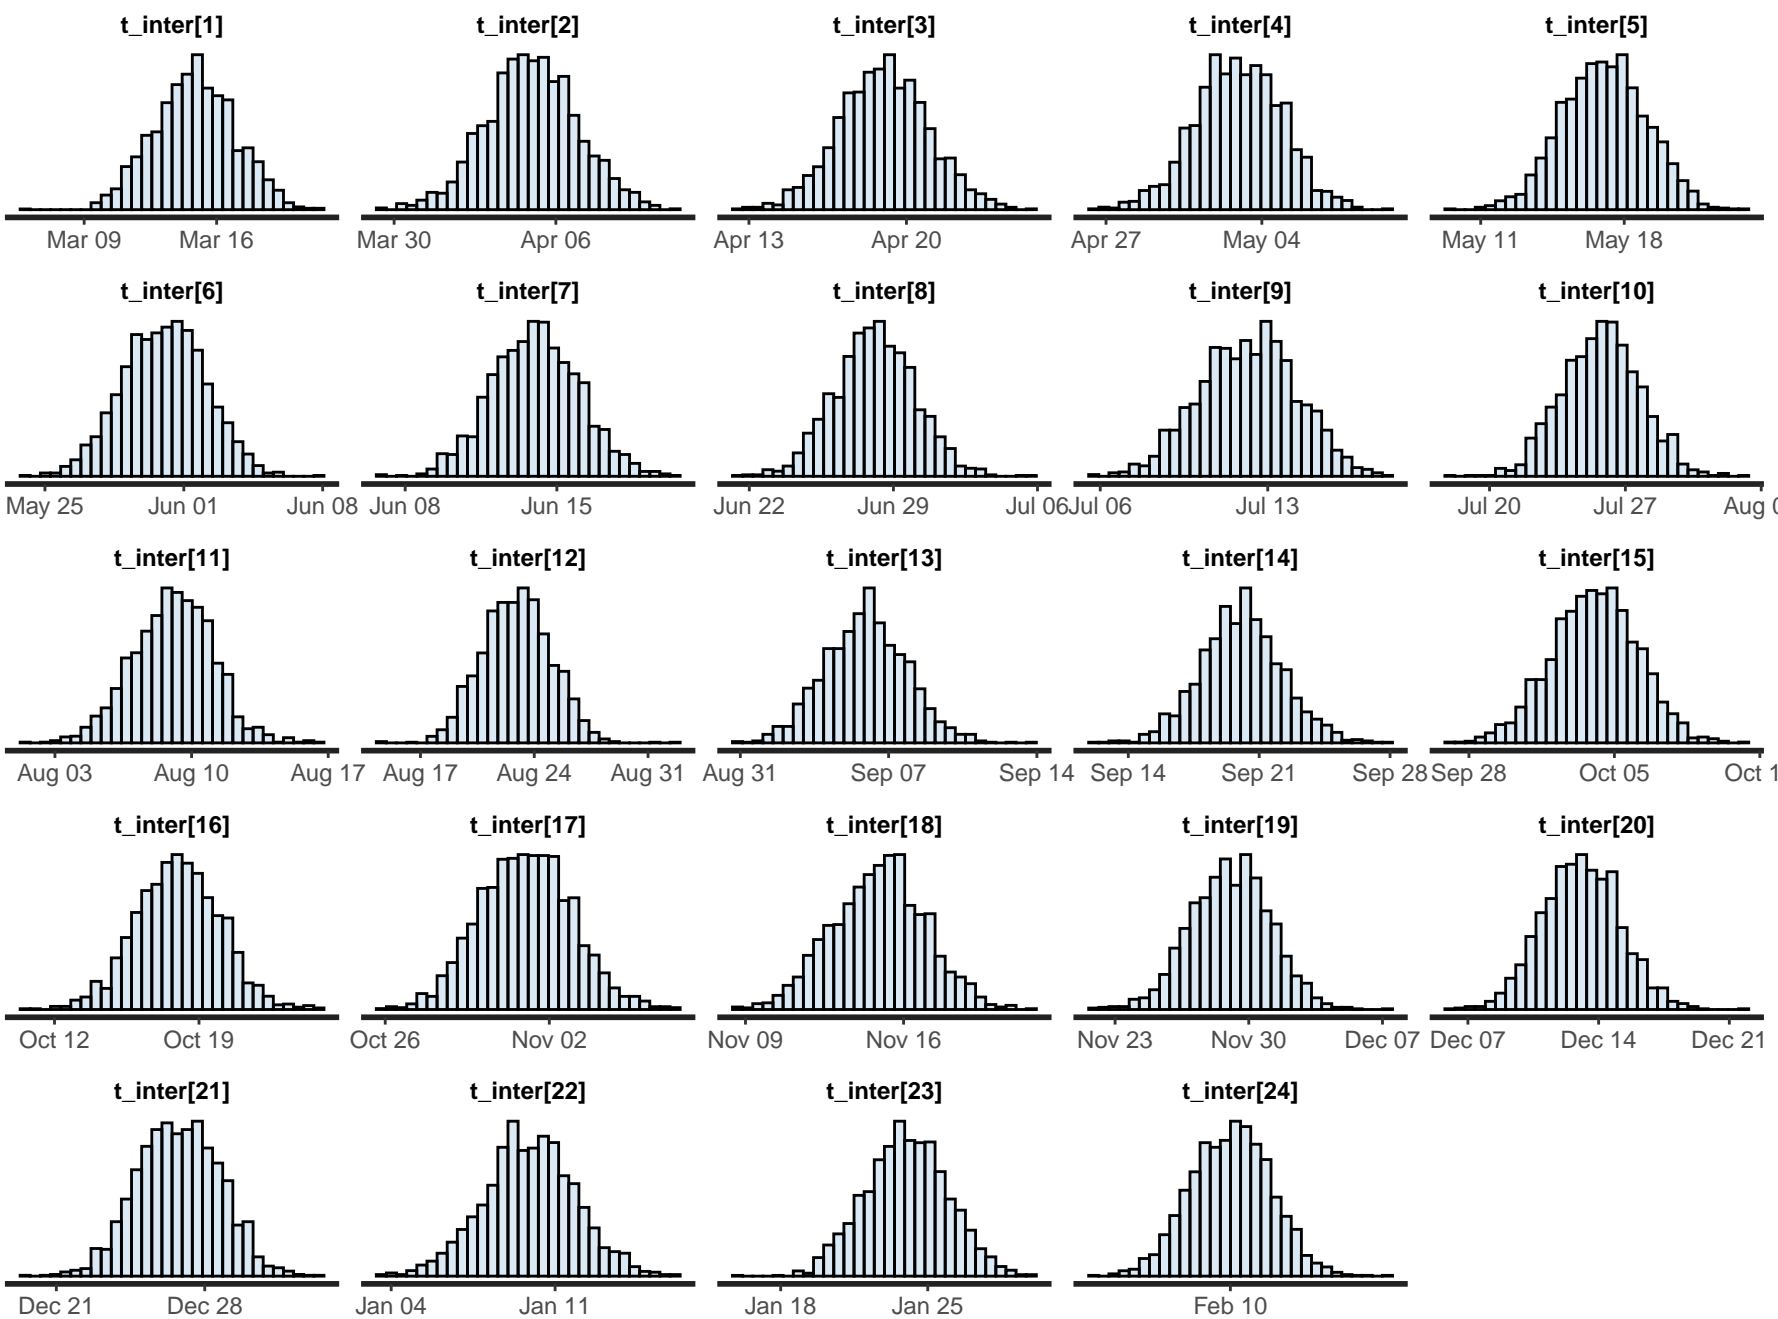 t_inter[1] t_inter[2] t_inter[3] t_inter[4] t_inter[5]
Mar 09 Mar 16 Mar 30 Apr 06 Apr 13 Apr 20 Apr 27 May 04 May 11 May 18
t_inter[6] t_inter[7] t_inter[8] t_inter[9] t_inter[10]
May 25 Jun 01 Jun 08 Jun 08 Jun 15 Jun 22 Jun 29 Jul 06 Jul 06 Jul 13 Jul 20 Jul 27 Aug
t_inter[11] t_inter[12] t_inter[13] t_inter[14] t_inter[15]
Aug 03 Aug 10 Aug 17 Aug 17 Aug 24 Aug 31 Aug 31 Sep 07 Sep 14 Sep 14 Sep 21 Sep 28 Sep 28 Oct 05 Oct 1
t_inter[16] t_inter[17] t_inter[18] t_inter[19] t_inter[20]
Oct 12 Oct 19 Oct 26 Nov 02 Nov 09 Nov 16 Nov 23 Nov 30 Dec 07 Dec 07 Dec 14 Dec 21
t_inter[21] t_inter[22] t_inter[23] t_inter[24]
Dec 21 Dec 28 Jan 04 Jan 11 Jan 18 Jan 25 Feb 10